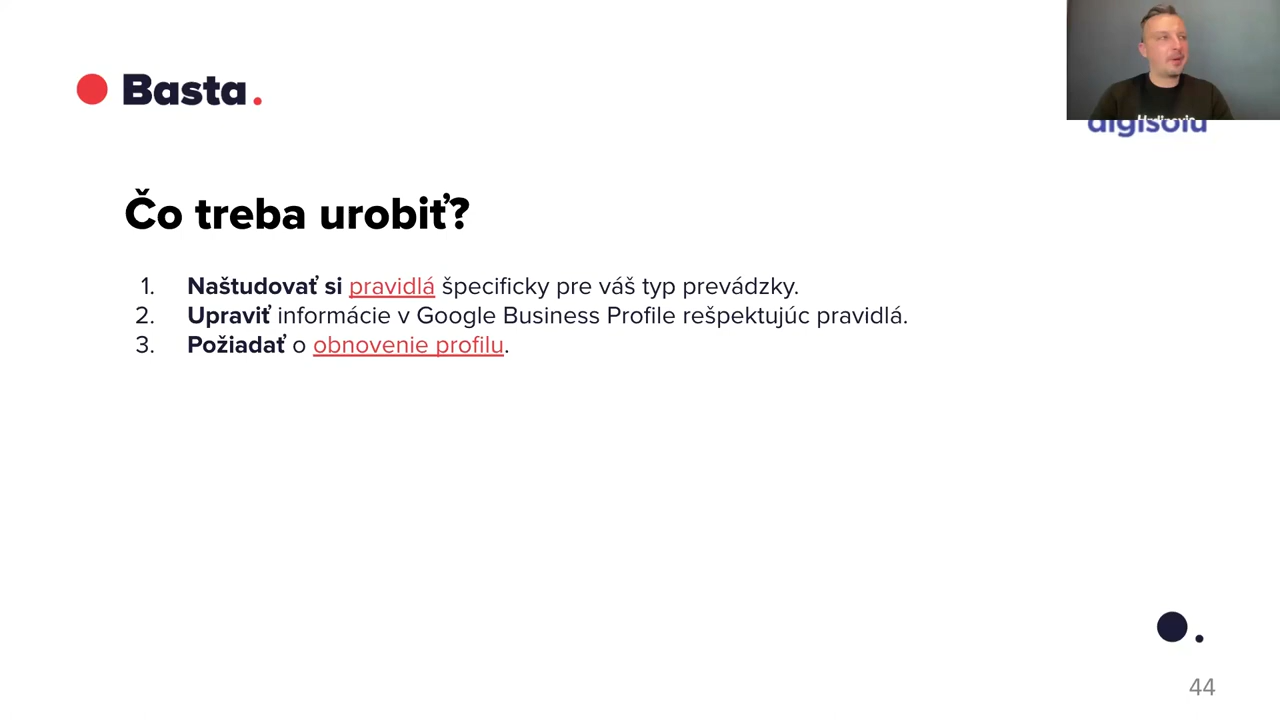 Basta.
digisolu
Čo treba urobiť?
1. Naštudovať si pravidlá špecificky pre váš typ prevádzky.
2. Upraviť informácie v Google Business Profile rešpektujúc pravidlá.
3. Požiadať o obnovenie profilu.
44